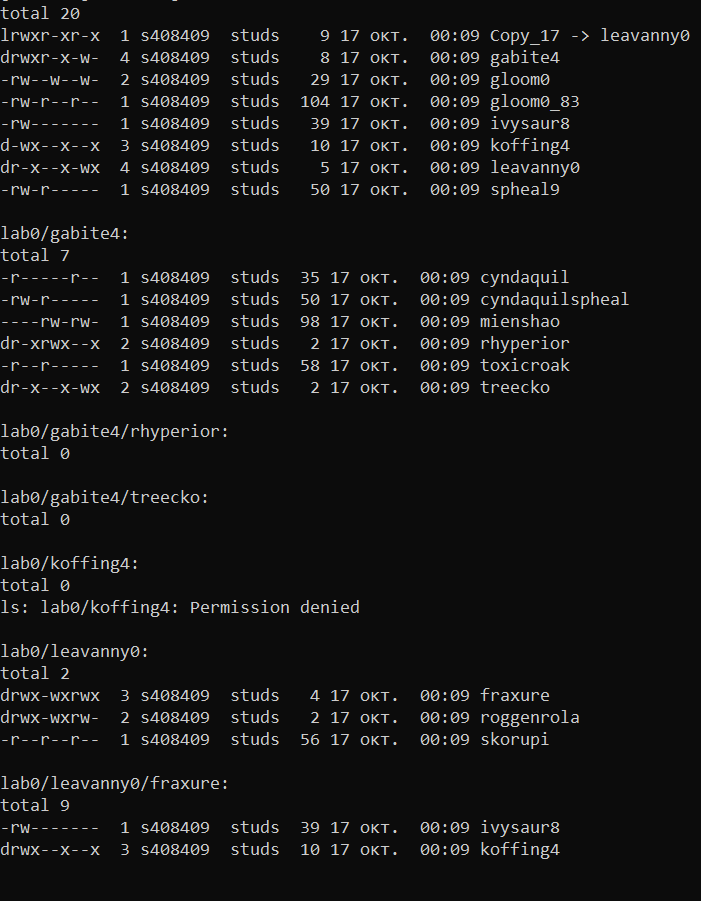 total 20
lrwxr-xr-x  1 s408409  studs    9 17 окт.  00:09 Copy_17 -> leavanny0
drwxr-x-w-  4 s408409  studs    8 17 окт.  00:09 gabite4
-rw--w--w-  2 s408409  studs   29 17 окт.  00:09 gloom0
-rw-r--r--  1 s408409  studs  104 17 окт.  00:09 gloom0_83
-rw-------  1 s408409  studs   39 17 окт.  00:09 ivysaur8
d-wx--x--x  3 s408409  studs   10 17 окт.  00:09 koffing4
dr-x--x-wx  4 s408409  studs    5 17 окт.  00:09 leavanny0
-rw-r-----  1 s408409  studs   50 17 окт.  00:09 spheal9

lab0/gabite4:
total 7
-r-----r--  1 s408409  studs  35 17 окт.  00:09 cyndaquil
-rw-r-----  1 s408409  studs  50 17 окт.  00:09 cyndaquilspheal
----rw-rw-  1 s408409  studs  98 17 окт.  00:09 mienshao
dr-xrwx--x  2 s408409  studs   2 17 окт.  00:09 rhyperior
-r--r-----  1 s408409  studs  58 17 окт.  00:09 toxicroak
dr-x--x-wx  2 s408409  studs   2 17 окт.  00:09 treecko

lab0/gabite4/rhyperior:
total 0

lab0/gabite4/treecko:
total 0

lab0/koffing4:
total 0
ls: lab0/koffing4: Permission denied

lab0/leavanny0:
total 2
drwx-wxrwx  3 s408409  studs   4 17 окт.  00:09 fraxure
drwx-wxrw-  2 s408409  studs   2 17 окт.  00:09 roggenrola
-r--r--r--  1 s408409  studs  56 17 окт.  00:09 skorupi

lab0/leavanny0/fraxure:
total 9
-rw-------  1 s408409  studs  39 17 окт.  00:09 ivysaur8
drwx--x--x  3 s408409  studs  10 17 окт.  00:09 koffing4